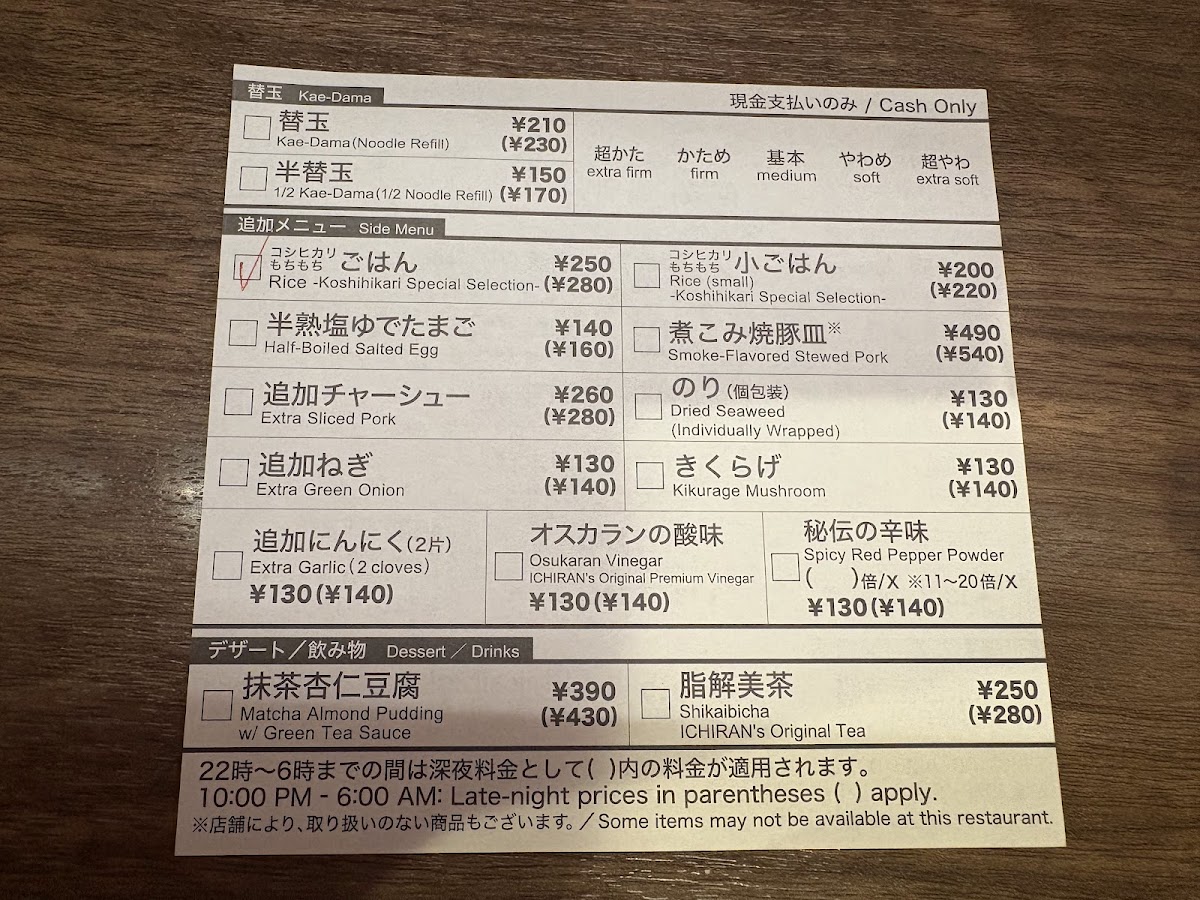 替玉 Kae-Dama
現金支払いのみ / Cash Only
替玉 ¥210
Kae-Dama(Noodle Refill) (¥230)
半替玉 ¥150
1/2 Kae-Dama(1/2 Noodle Refill) (¥170)
超かた かため 基本 やわめ 超やわ
extra firm firm medium soft extra soft
追加メニュー Side Menu
コシヒカリ
もちもち ごはん ¥250
Rice -Koshihikari Special Selection- (¥280)
コシヒカリ
もちもち 小ごはん ¥200
Rice (small) (¥220)
-Koshihikari Special Selection-
半熟塩ゆでたまご ¥140
Half-Boiled Salted Egg (¥160)
煮こみ焼豚皿※ ¥490
Smoke-Flavored Stewed Pork (¥540)
追加チャーシュー ¥260
Extra Sliced Pork (¥280)
のり(個包装) ¥130
Dried Seaweed (¥140)
(Individually Wrapped)
追加ねぎ ¥130
Extra Green Onion (¥140)
きくらげ ¥130
Kikurage Mushroom (¥140)
追加にんにく(2片)
Extra Garlic(2 cloves)
¥130(¥140)
オスカランの酸味
Osukaran Vinegar
ICHIRAN's Original Premium Vinegar
¥130(¥140)
秘伝の辛味
Spicy Red Pepper Powder
( )倍/X ※11〜20倍/X
¥130(¥140)
デザート／飲み物 Dessert ／ Drinks
抹茶杏仁豆腐 ¥390
Matcha Almond Pudding (¥430)
w/ Green Tea Sauce
脂解美茶 ¥250
Shikaibicha (¥280)
ICHIRAN's Original Tea
22時〜6時までの間は深夜料金として( )内の料金が適用されます。
10:00 PM - 6:00 AM: Late-night prices in parentheses ( ) apply.
※店舗により、取り扱いのない商品もございます。／Some items may not be available at this restaurant.